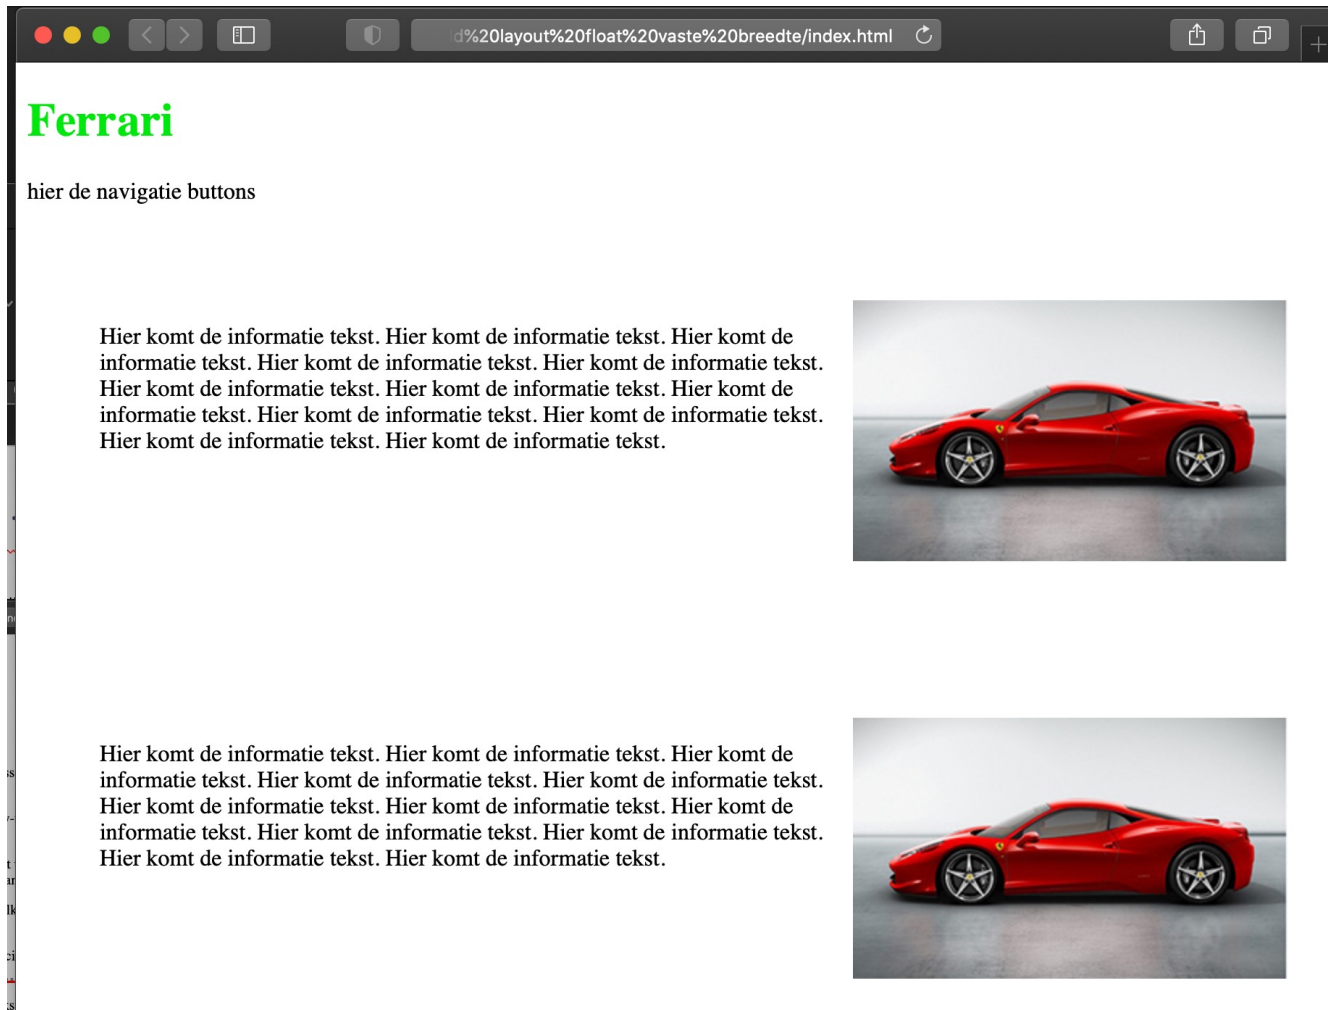 d%20layout%20float%20vaste%20breedte/index.html
Ferrari
hier de navigatie buttons
Hier komt de informatie tekst. Hier komt de informatie tekst. Hier komt de
informatie tekst. Hier komt de informatie tekst. Hier komt de informatie tekst.
Hier komt de informatie tekst. Hier komt de informatie tekst. Hier komt de
informatie tekst. Hier komt de informatie tekst. Hier komt de informatie tekst.
Hier komt de informatie tekst. Hier komt de informatie tekst.
Hier komt de informatie tekst. Hier komt de informatie tekst. Hier komt de
informatie tekst. Hier komt de informatie tekst. Hier komt de informatie tekst.
Hier komt de informatie tekst. Hier komt de informatie tekst. Hier komt de
informatie tekst. Hier komt de informatie tekst. Hier komt de informatie tekst.
Hier komt de informatie tekst. Hier komt de informatie tekst.